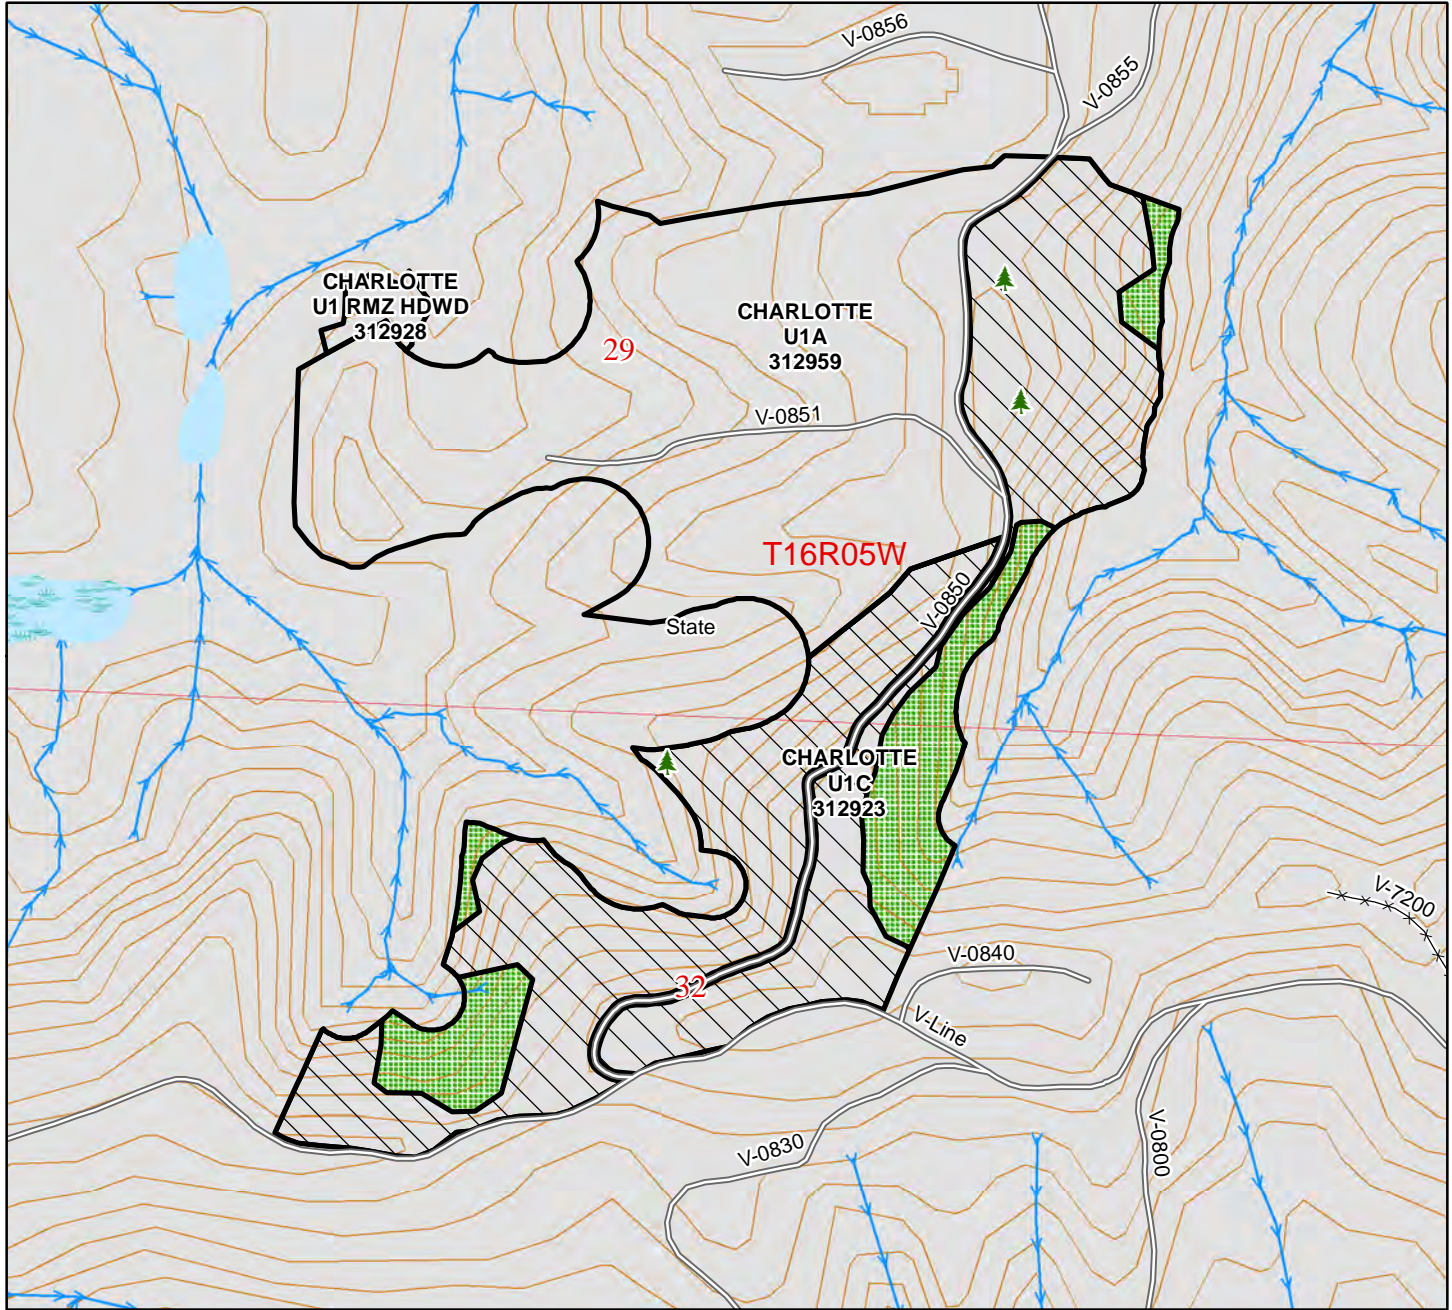 V-0856
V-0855
CHARLOTTE
U1 RMZ HDWD
312928
CHARLOTTE
U1A
312959
29
V-0851
T16R05W
V-0850
State
CHARLOTTE
U1C
312923
V-7200
V-0840
32
V-Line
V-0830
V-0800